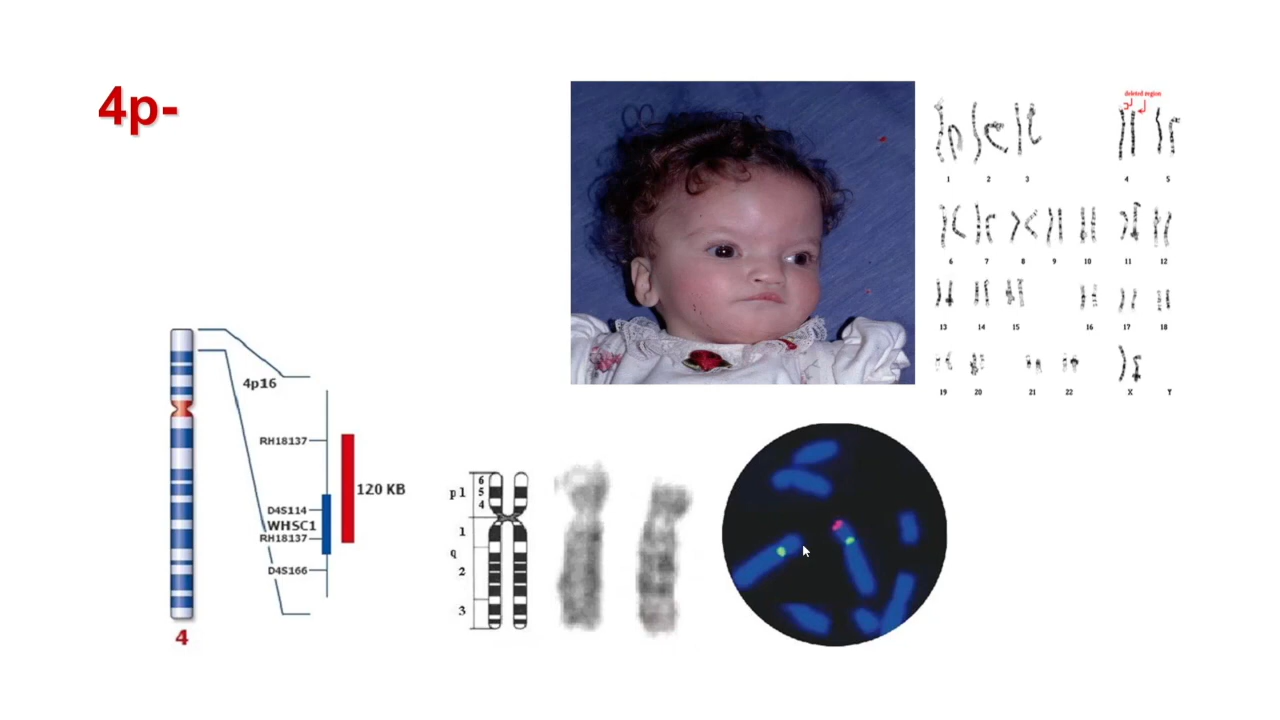 4p-
deleted region
1 2 3 4 5
6 7 8 9 10 11 12
13 14 15 16 17 18
19 20 21 22 X Y
4p16
RH18137
120 KB
D4S114
WHSC1
RH18137
D4S166
4
p1
6
5
4
1
q
2
3